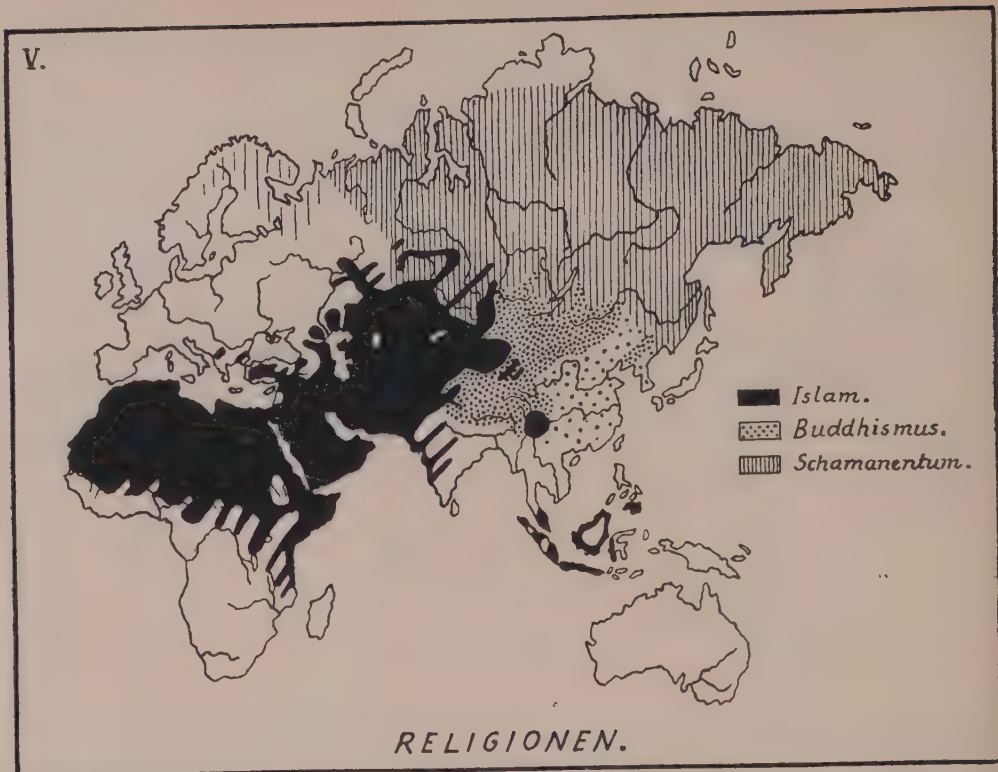 V.
Islam.
Buddhismus.
Schamanentum.
RELIGIONEN.